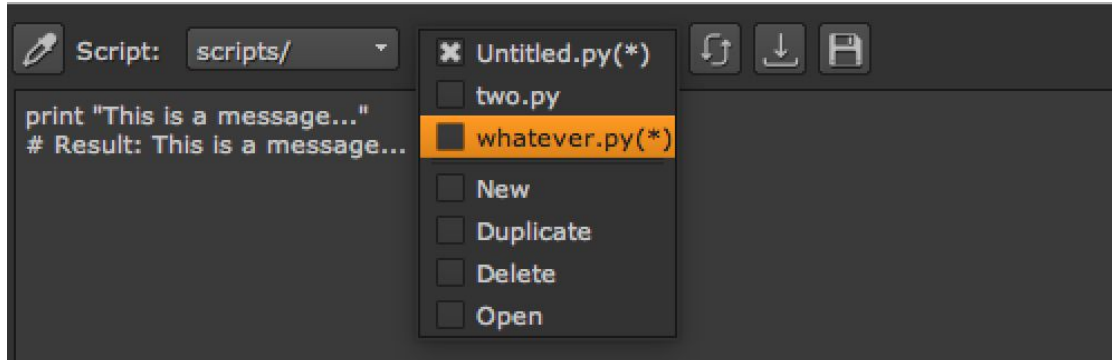 Script: scripts/
Untitled.py(*)
two.py
whatever.py(*)
New
Duplicate
Delete
Open
print "This is a message..."
# Result: This is a message...